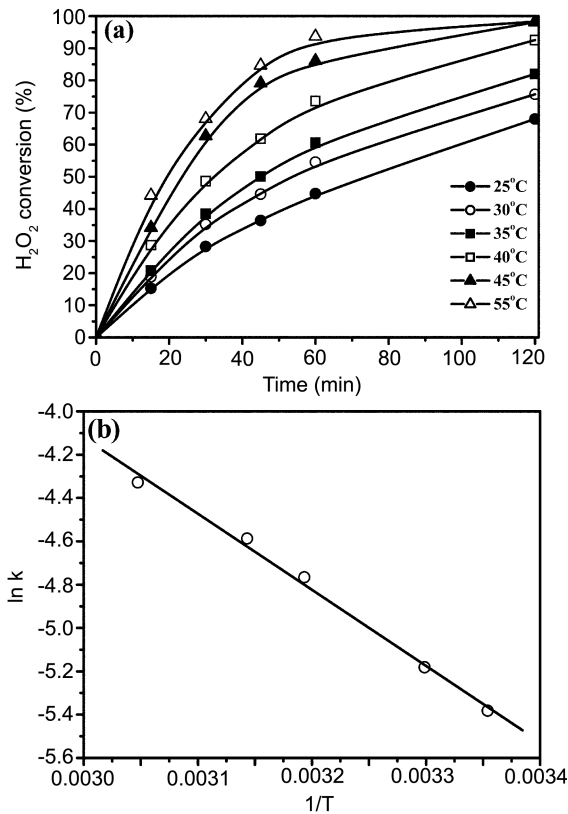 (a)
100
90
80
70
60
50
40
30
20
10
0
H₂O₂ conversion (%)
25°C
30°C
35°C
40°C
45°C
55°C
0 20 40 60 80 100 120
Time (min)
(b)
-4.0
-4.2
-4.4
-4.6
-4.8
-5.0
-5.2
-5.4
-5.6
ln k
0.0030 0.0031 0.0032 0.0033 0.0034
1/T